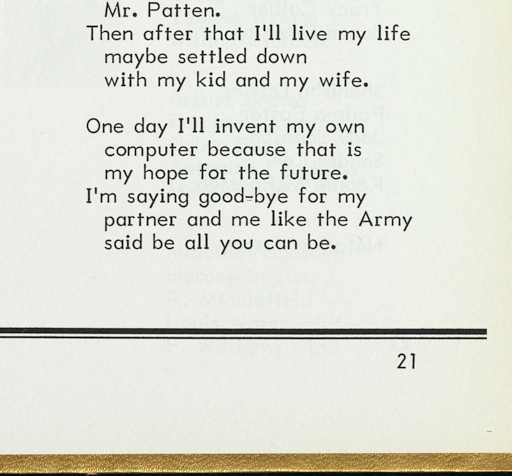 Mr. Patten.
Then after that I'll live my life
maybe settled down
with my kid and my wife.
One day I'll invent my own
computer because that is
my hope for the future.
I'm saying good-bye for my
partner and me like the Army
said be all you can be.
21